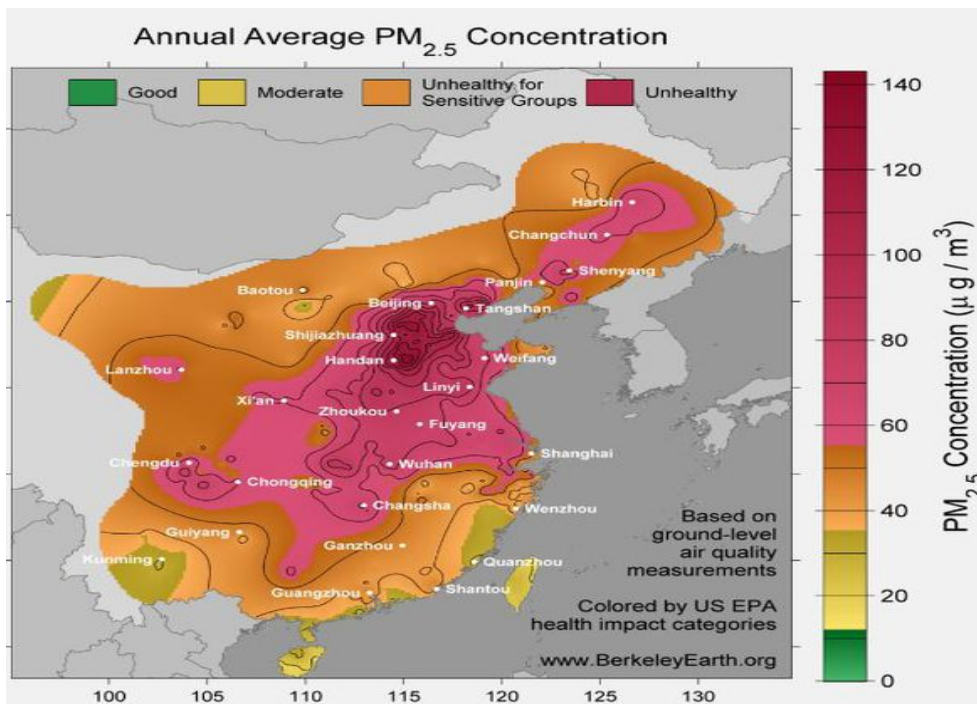 Annual Average PM2.5 Concentration
Good
Moderate
Unhealthy for
Sensitive Groups
Unhealthy
Harbin
Changchun
Shenyang
Panjin
Baotou
Beijing
Tangshan
Shijiazhuang
Handan
Weifang
Lanzhou
Linyi
Xi'an
Zhoukou
Fuyang
Shanghai
Chengdu
Wuhan
Chongqing
Changsha
Wenzhou
Guiyang
Ganzhou
Kunming
Quanzhou
Guangzhou
Shantou
Based on
ground-level
air quality
measurements
Colored by US EPA
health impact categories
www.BerkeleyEarth.org
100 105 110 115 120 125 130
140
120
100
80
60
40
20
0
PM2.5 Concentration (μ g / m3)